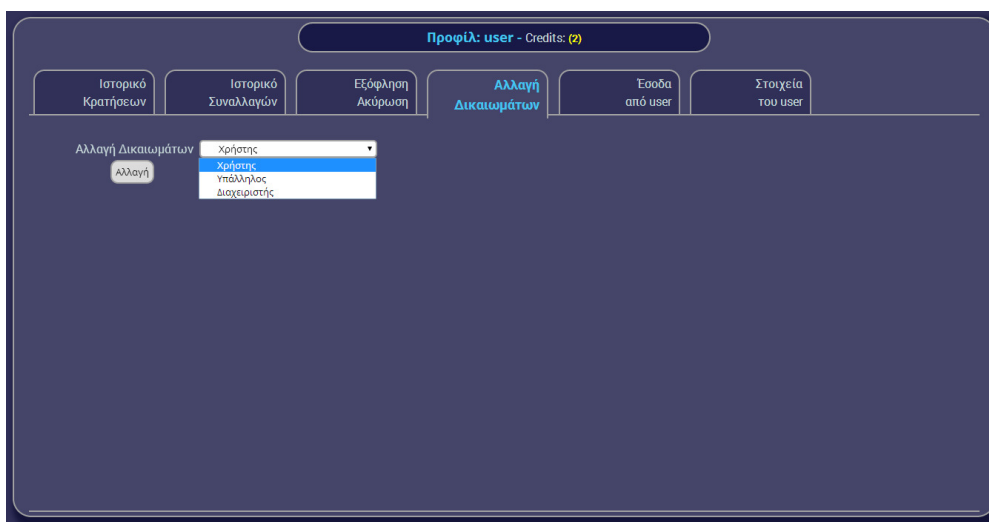 Προφίλ: user - Credits: (2)
Ιστορικό
Κρατήσεων
Ιστορικό
Συναλλαγών
Εξόφληση
Ακύρωση
Αλλαγή
Δικαιωμάτων
Έσοδα
από user
Στοιχεία
του user
Αλλαγή Δικαιωμάτων
Χρήστης
Χρήστης
Υπάλληλος
Διαχειριστής
Αλλαγή